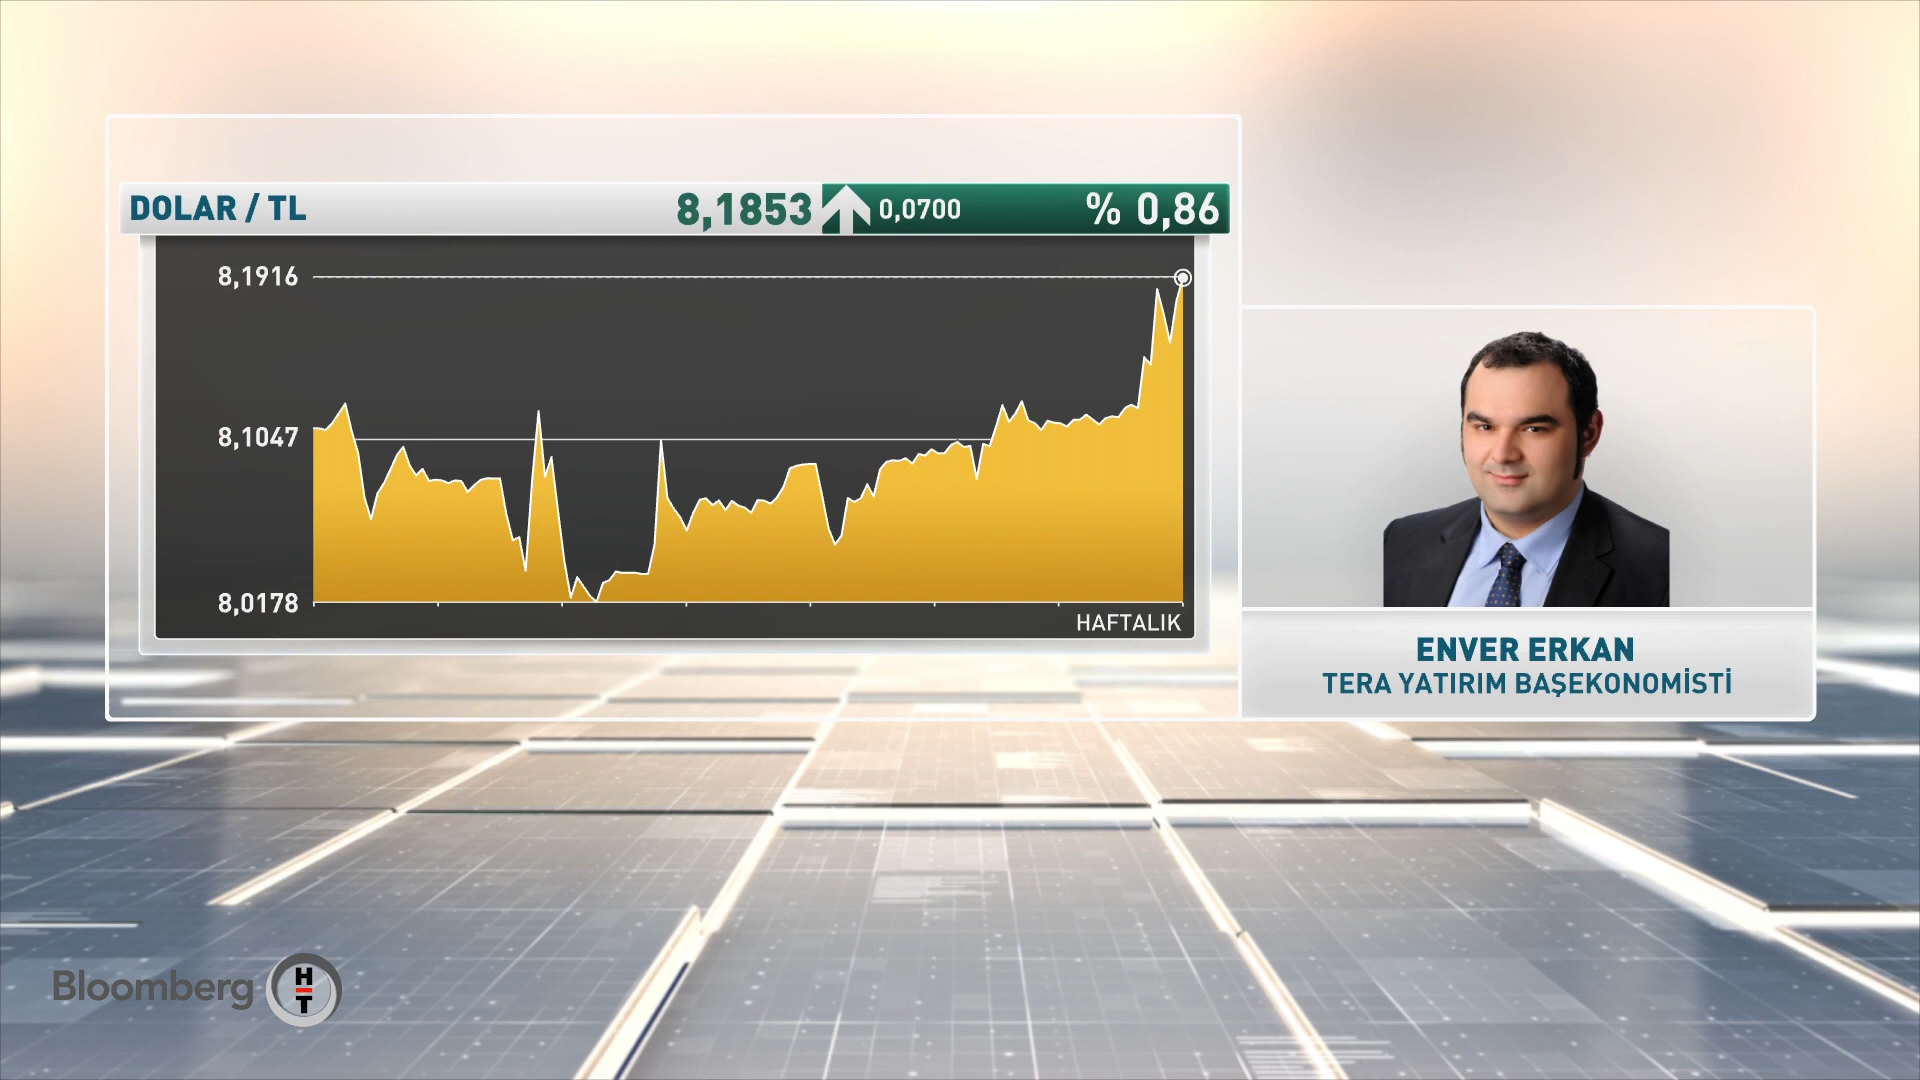 DOLAR / TL 8,1853 0,0700 % 0,86
8,1916
8,1047
8,0178
HAFTALIK
ENVER ERKAN
TERA YATIRIM BAŞEKONOMİSTİ
Bloomberg HT